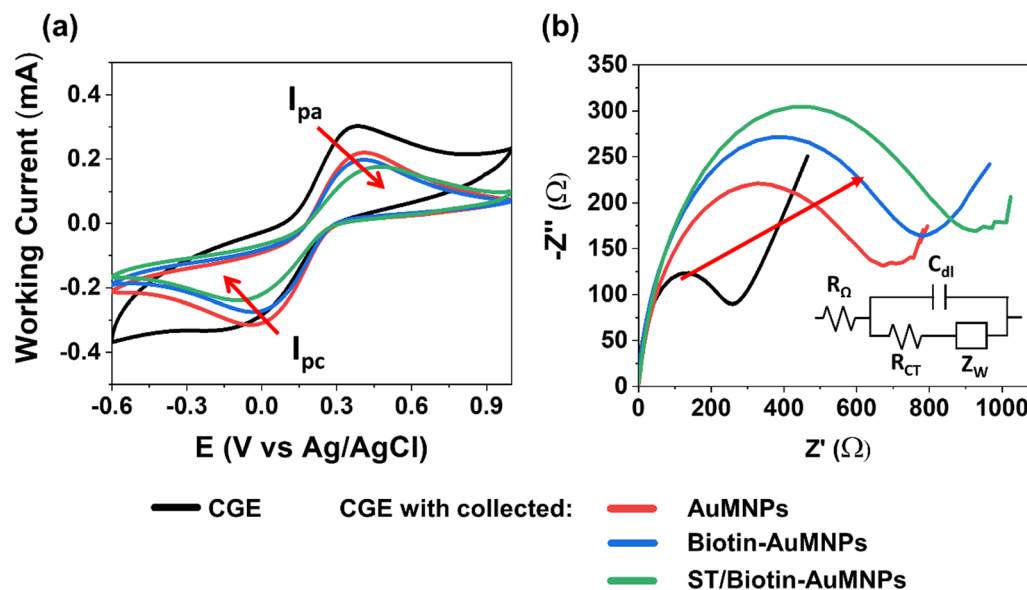 (a)
Working Current (mA)
0.4
0.2
0.0
-0.2
-0.4
-0.6
-0.3
0.0
0.3
0.6
0.9
E (V vs Ag/AgCl)
Ipa
Ipc
(b)
-Z'' (Ω)
350
300
250
200
150
100
50
0
0
200
400
600
800
1000
Z' (Ω)
RΩ
Cdl
RCT
ZW
CGE
CGE with collected:
AuMNPs
Biotin-AuMNPs
ST/Biotin-AuMNPs